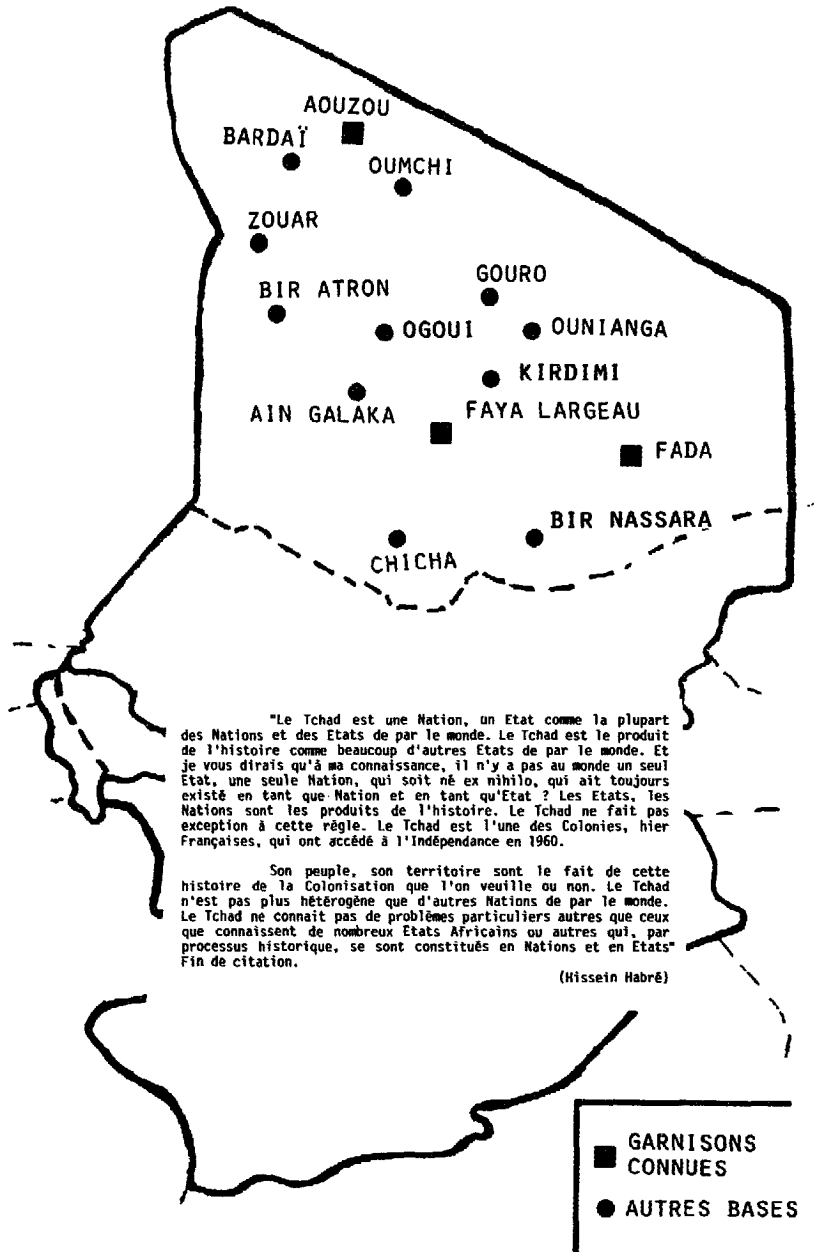 AOUZOU
BARDAÏ
OUMCHI
ZOUAR
GOURO
BIR ATRON
OGOUI
OUNIANGA
KIRDIMI
AIN GALAKA
FAYA LARGEAU
FADA
BIR NASSARA
CHICHA
"Le Tchad est une Nation, un Etat comme la plupart
des Nations et des Etats de par le monde. Le Tchad est le produit
de l'histoire comme beaucoup d'autres Etats de par le monde. Et
je vous dirais qu'à ma connaissance, il n'y a pas au monde un seul
Etat, une seule Nation, qui soit né ex nihilo, qui ait toujours
existé en tant que Nation et en tant qu'Etat ? Les Etats, les
Nations sont les produits de l'histoire. Le Tchad ne fait pas
exception à cette règle. Le Tchad est l'une des Colonies, hier
Françaises, qui ont accédé à l'Indépendance en 1960.
Son peuple, son territoire sont le fait de cette
histoire de la Colonisation que l'on veuille ou non. Le Tchad
n'est pas plus hétérogène que d'autres Nations de par le monde.
Le Tchad ne connait pas de problèmes particuliers autres que ceux
que connaissent de nombreux Etats Africains ou autres qui, par
processus historique, se sont constitués en Nations et en Etats"
Fin de citation.
(Hissein Habré)
GARNISONS
CONNUES
AUTRES BASES